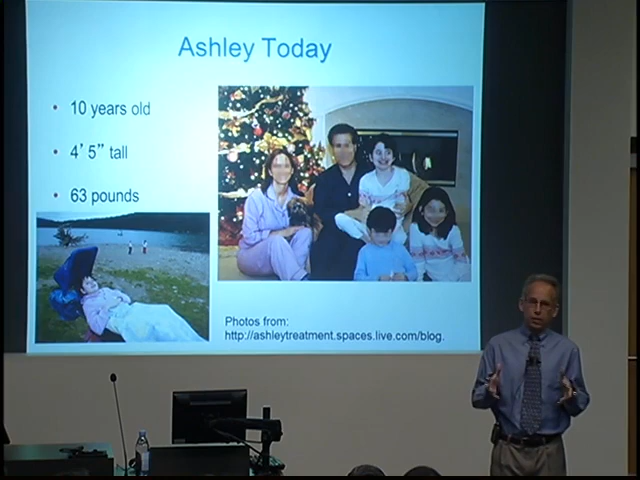 Ashley Today
• 10 years old
• 4’ 5” tall
• 63 pounds
Photos from:
http://ashleytreatment.spaces.live.com/blog.